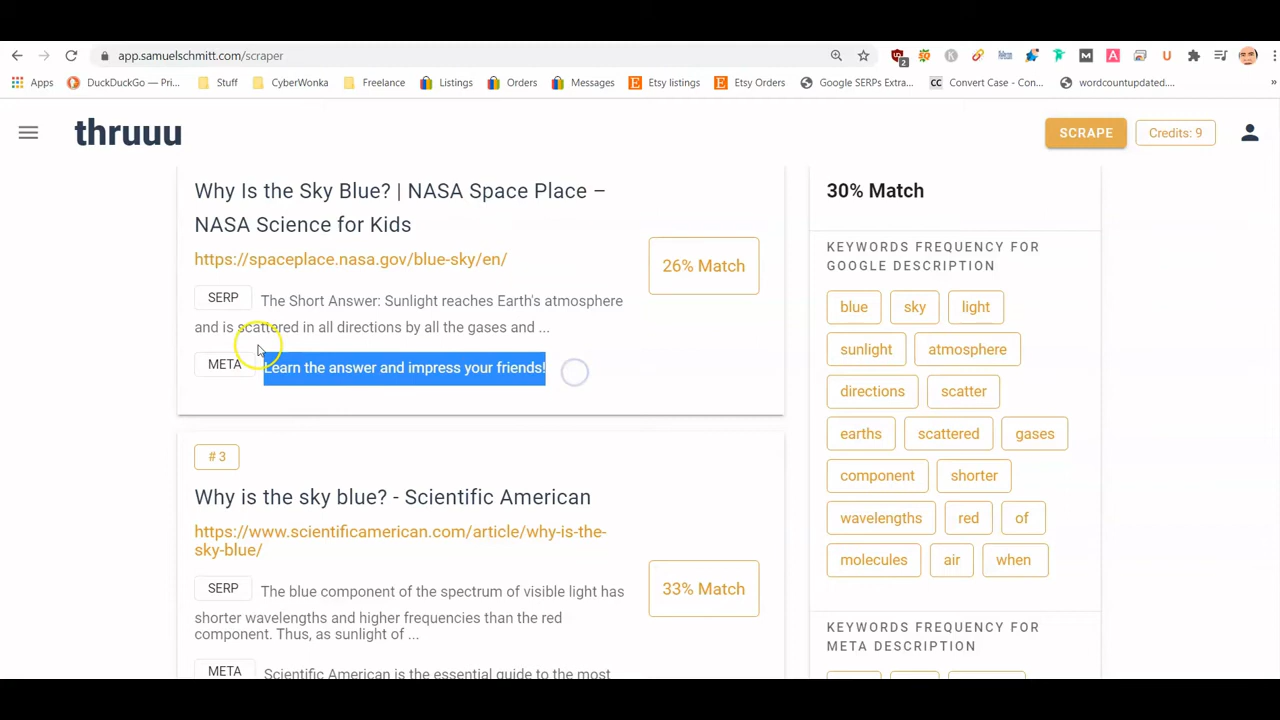 app.samuelschmitt.com/scraper
Apps
DuckDuckGo — Pri...
Stuff
CyberWonka
Freelance
Listings
Orders
Messages
Etsy listings
Etsy Orders
Google SERPs Extra...
Convert Case - Con...
wordcountupdated....
»
thruuu
SCRAPE
Credits: 9
Why Is the Sky Blue? | NASA Space Place –
NASA Science for Kids
https://spaceplace.nasa.gov/blue-sky/en/
26% Match
SERP
The Short Answer: Sunlight reaches Earth's atmosphere
and is scattered in all directions by all the gases and ...
META
Learn the answer and impress your friends!
# 3
Why is the sky blue? - Scientific American
https://www.scientificamerican.com/article/why-is-the-
sky-blue/
33% Match
SERP
The blue component of the spectrum of visible light has
shorter wavelengths and higher frequencies than the red
component. Thus, as sunlight of ...
META
Scientific American is the essential guide to the most
30% Match
KEYWORDS FREQUENCY FOR
GOOGLE DESCRIPTION
blue
sky
light
sunlight
atmosphere
directions
scatter
earths
scattered
gases
component
shorter
wavelengths
red
of
molecules
air
when
KEYWORDS FREQUENCY FOR
META DESCRIPTION